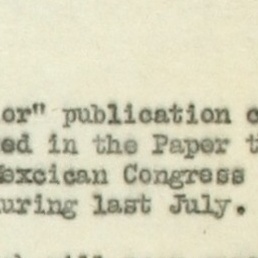 or" publication
ed in the Paper
Mexcican Congress
uring last July.